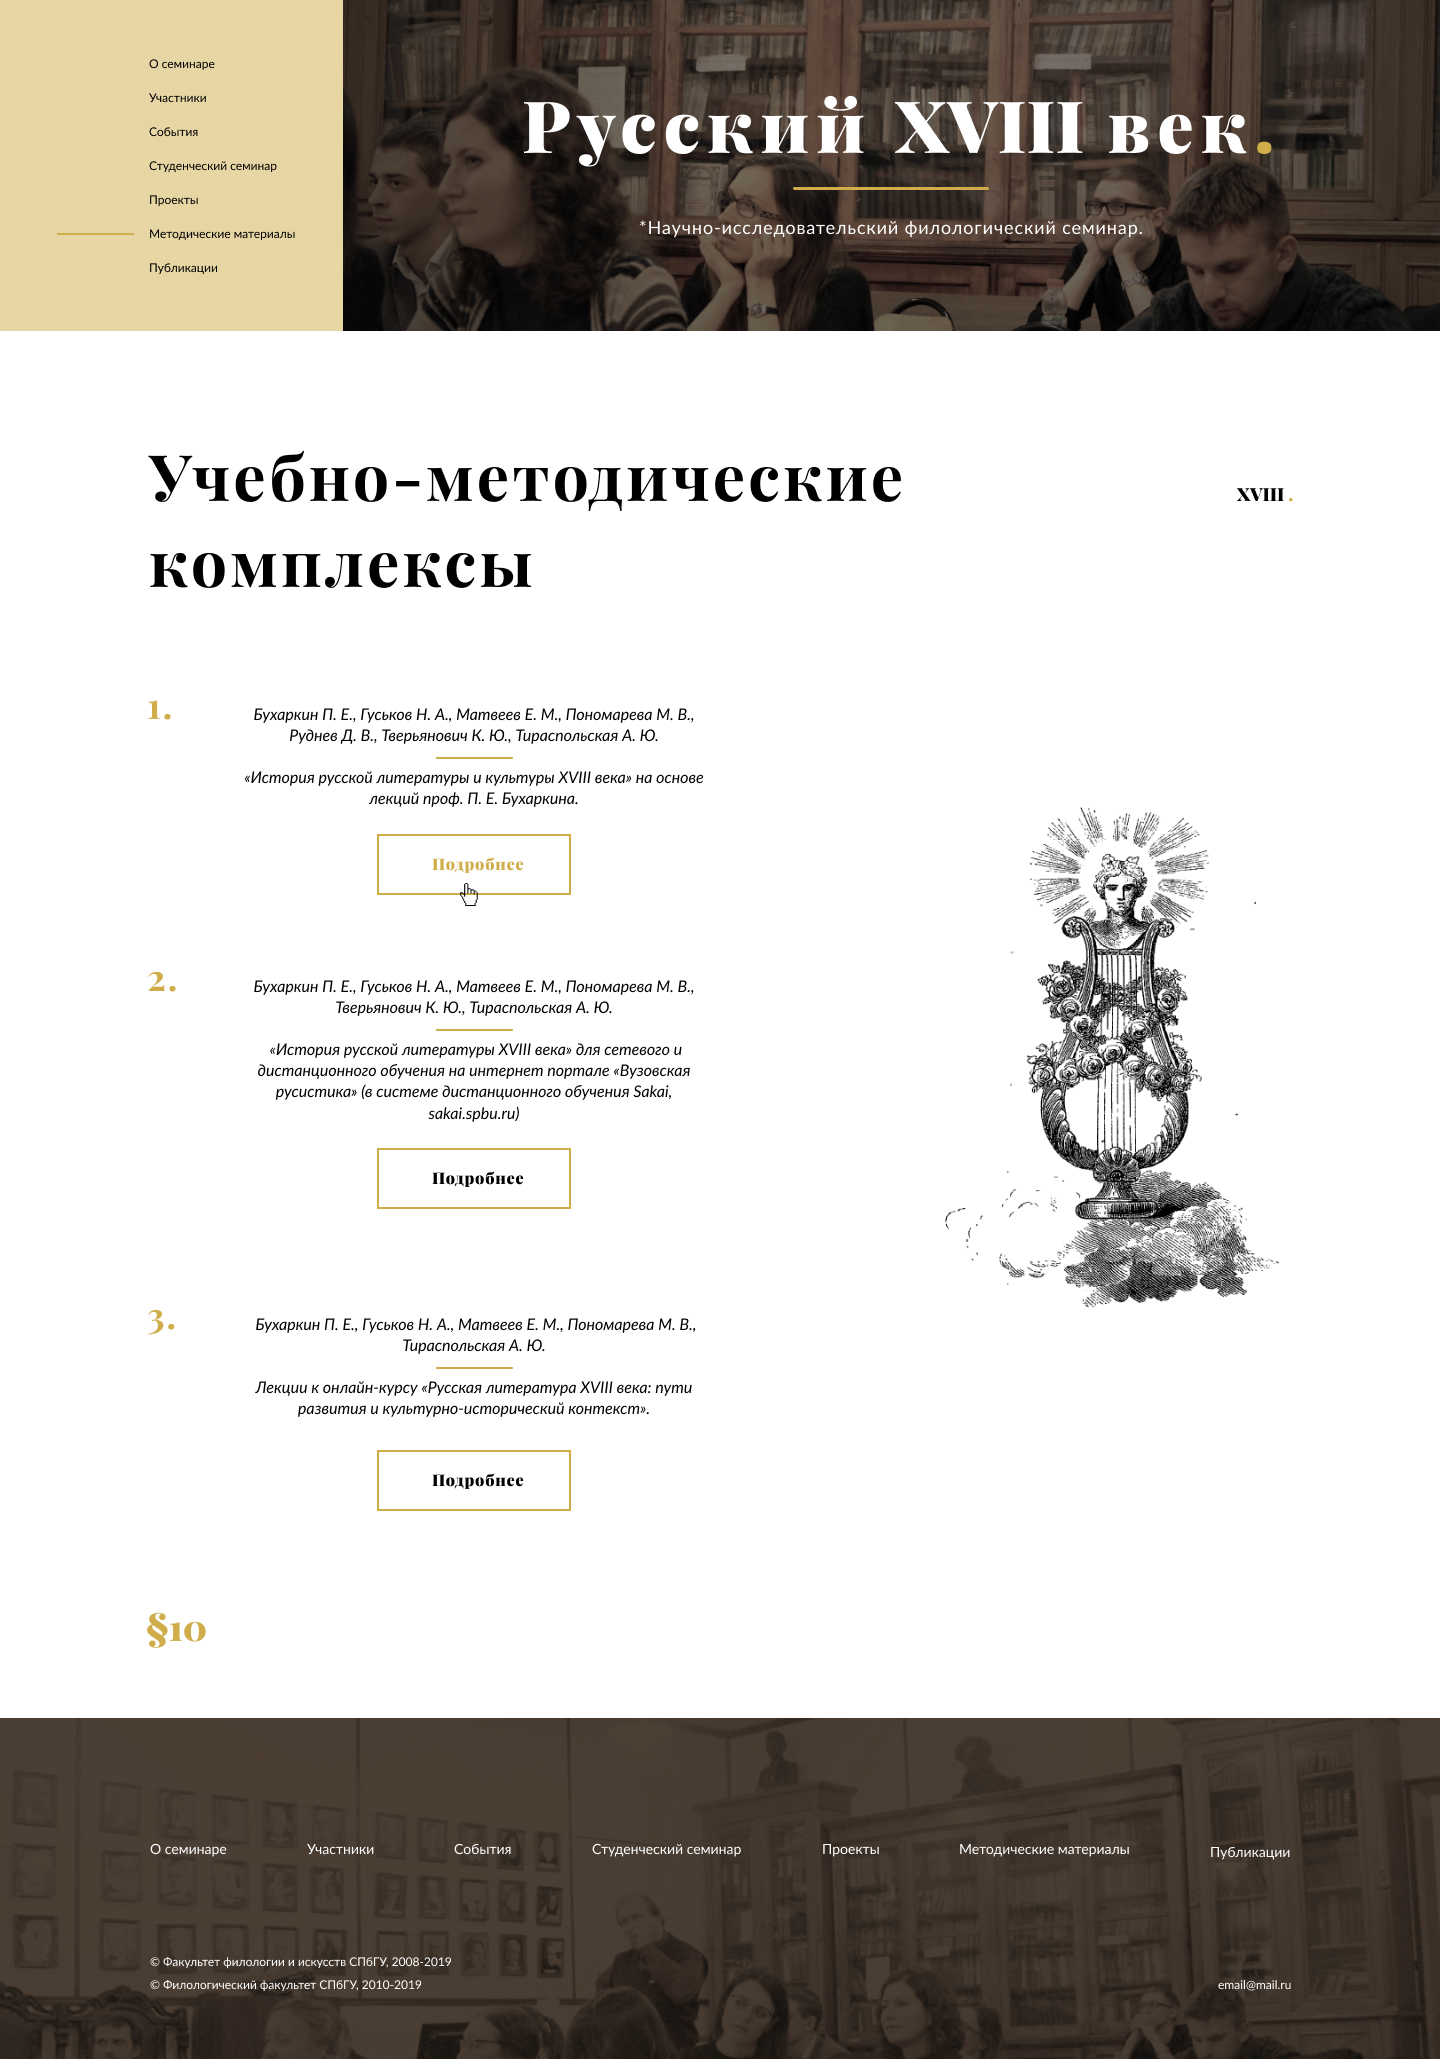 О семинаре
Участники
События
Студенческий семинар
Проекты
Методические материалы
Публикации
Русский XVIII век.
*Научно-исследовательский филологический семинар.
Учебно-методические
комплексы
XVIII .
1.
Бухаркин П. Е., Гуськов Н. А., Матвеев Е. М., Пономарева М. В.,
Руднев Д. В., Тверьянович К. Ю., Тираспольская А. Ю.
«История русской литературы и культуры XVIII века» на основе
лекций проф. П. Е. Бухаркина.
Подробнее
2.
Бухаркин П. Е., Гуськов Н. А., Матвеев Е. М., Пономарева М. В.,
Тверьянович К. Ю., Тираспольская А. Ю.
«История русской литературы XVIII века» для сетевого и
дистанционного обучения на интернет портале «Вузовская
русистика» (в системе дистанционного обучения Sakai,
sakai.spbu.ru)
Подробнее
3.
Бухаркин П. Е., Гуськов Н. А., Матвеев Е. М., Пономарева М. В.,
Тираспольская А. Ю.
Лекции к онлайн-курсу «Русская литература XVIII века: пути
развития и культурно-исторический контекст».
Подробнее
§10
О семинаре
Участники
События
Студенческий семинар
Проекты
Методические материалы
Публикации
© Факультет филологии и искусств СПбГУ, 2008-2019
© Филологический факультет СПбГУ, 2010-2019
email@mail.ru